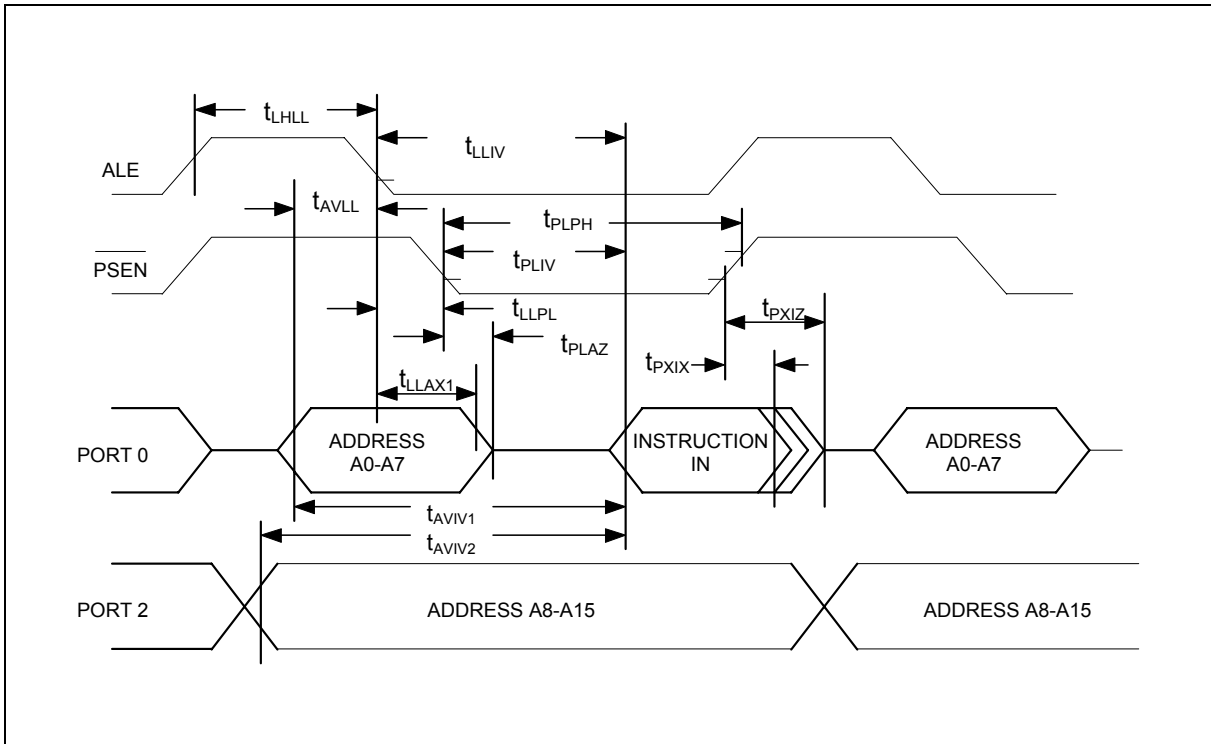 tLHLL
tLLIV
ALE
tAVLL
tPLPH
PSEN
tPLIV
tLLPL
tPXIZ
tPLAZ
tPXIX
tLLAX1
PORT 0
ADDRESS
A0-A7
INSTRUCTION
IN
ADDRESS
A0-A7
tAVIV1
tAVIV2
PORT 2
ADDRESS A8-A15
ADDRESS A8-A15